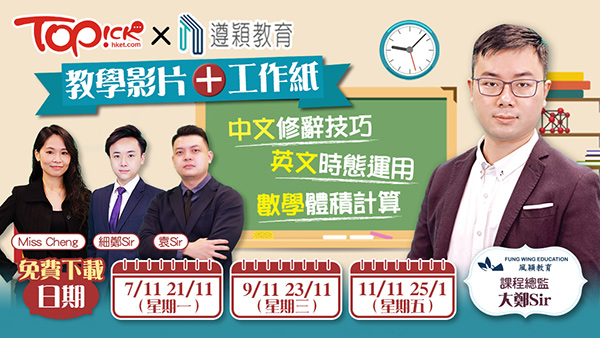 TOPick
hket.com
×
遵穎教育
教學影片+工作紙
中文修辭技巧
英文時態運用
數學體積計算
Miss Cheng
細鄭Sir
袁Sir
FUNG WING EDUCATION
風穎教育
課程總監
大鄭Sir
免費下載
日期
7/11 21/11
(星期一)
9/11 23/11
(星期三)
11/11 25/1
(星期五)